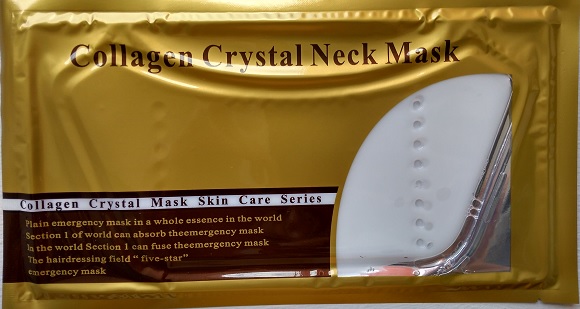 Collagen Crystal Neck Mask
Collagen Crystal Mask Skin Care Series
Plain emergency mask in a whole essence in the world
Section 1 of world can absorb theemergency mask
In the world Section 1 can fuse theemergency mask
The hairdressing field “ five-star”
emergency mask